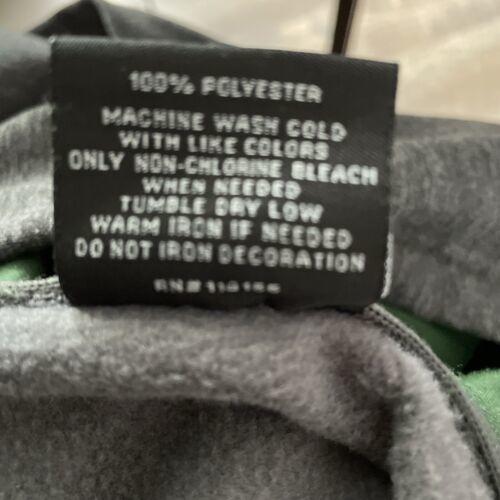 100% POLYESTER
MACHINE WASH COLD
WITH LIKE COLORS
ONLY NON-CHLORINE BLEACH
WHEN NEEDED
TUMBLE DRY LOW
WARM IRON IF NEEDED
DO NOT IRON DECORATION
RN#